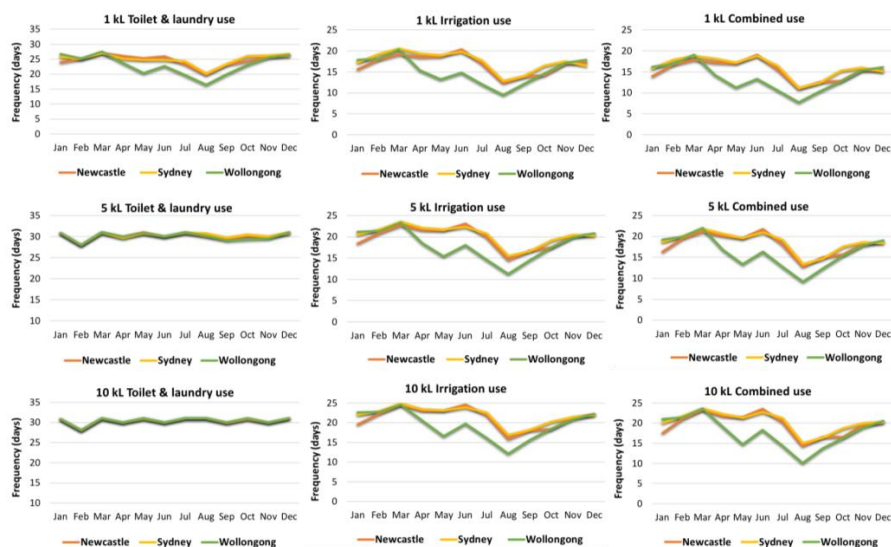 1 kL Toilet & laundry use
Frequency (days)
35
30
25
20
15
10
5
0
Jan Feb Mar Apr May Jun Jul Aug Sep Oct Nov Dec
Newcastle Sydney Wollongong
1 kL Irrigation use
Frequency (days)
25
20
15
10
5
0
Jan Feb Mar Apr May Jun Jul Aug Sep Oct Nov Dec
Newcastle Sydney Wollongong
1 kL Combined use
Frequency (days)
25
20
15
10
5
0
Jan Feb Mar Apr May Jun Jul Aug Sep Oct Nov Dec
Newcastle Sydney Wollongong
5 kL Toilet & laundry use
Frequency (days)
35
30
25
20
15
10
Jan Feb Mar Apr May Jun Jul Aug Sep Oct Nov Dec
Newcastle Sydney Wollongong
5 kL Irrigation use
Frequency (days)
25
20
15
10
5
0
Jan Feb Mar Apr May Jun Jul Aug Sep Oct Nov Dec
Newcastle Sydney Wollongong
5 kL Combined use
Frequency (days)
25
20
15
10
5
0
Jan Feb Mar Apr May Jun Jul Aug Sep Oct Nov Dec
Newcastle Sydney Wollongong
10 kL Toilet & laundry use
Frequency (days)
35
30
25
20
15
10
Jan Feb Mar Apr May Jun Jul Aug Sep Oct Nov Dec
Newcastle Sydney Wollongong
10 kL Irrigation use
Frequency (days)
25
20
15
10
5
0
Jan Feb Mar Apr May Jun Jul Aug Sep Oct Nov Dec
Newcastle Sydney Wollongong
10 kL Combined use
Frequency (days)
25
20
15
10
5
0
Jan Feb Mar Apr May Jun Jul Aug Sep Oct Nov Dec
Newcastle Sydney Wollongong